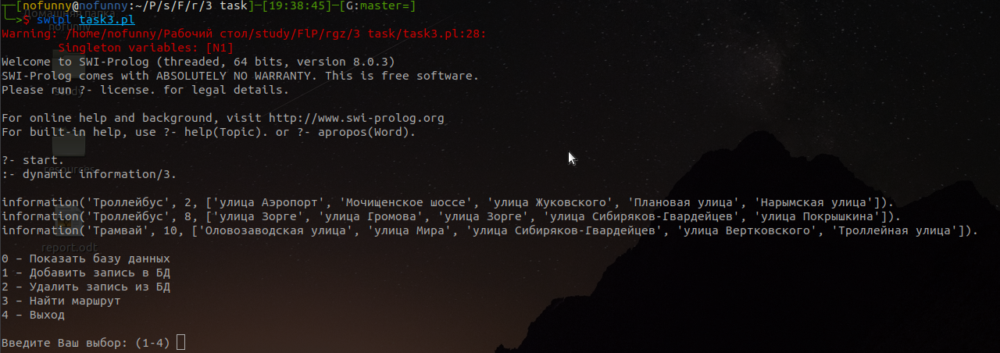 [nofunny@nofunny:~/P/s/F/r/3 task]─[19:38:45]─[G:master=]
$ swipl task3.pl
Warning: /home/nofunny/Рабочий стол/study/FlP/rgz/3 task/task3.pl:28:
Singleton variables: [N1]
Welcome to SWI-Prolog (threaded, 64 bits, version 8.0.3)
SWI-Prolog comes with ABSOLUTELY NO WARRANTY. This is free software.
Please run ?- license. for legal details.
For online help and background, visit http://www.swi-prolog.org
For built-in help, use ?- help(Topic). or ?- apropos(Word).
?- start.
:- dynamic information/3.
information('Троллейбус', 2, ['улица Аэропорт', 'Мочищенское шоссе', 'улица Жуковского', 'Плановая улица', 'Нарымская улица']).
information('Троллейбус', 8, ['улица Зорге', 'улица Громова', 'улица Зорге', 'улица Сибиряков-Гвардейцев', 'улица Покрышкина']).
information('Трамвай', 10, ['Оловозаводская улица', 'улица Мира', 'улица Сибиряков-Гвардейцев', 'улица Вертковского', 'Троллейная улица']).
0 – Показать базу данных
1 – Добавить запись в БД
2 – Удалить запись из БД
3 – Найти маршрут
4 – Выход
Введите Ваш выбор: (1-4)
Домашняя папка
nofunny
study
resources
report.odt